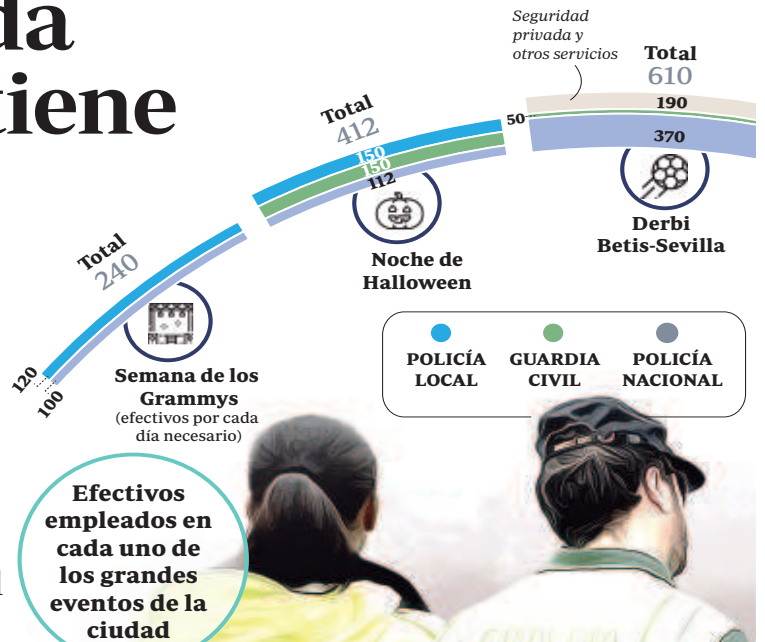 da
tiene
Seguridad
privada y
otros servicios
Total
610
190
50
370
Derbi
Betis-Sevilla
Total
412
150
150
112
Noche de
Halloween
Total
240
120
100
Semana de los
Grammys
(efectivos por cada
día necesario)
POLICÍA
LOCAL
GUARDIA
CIVIL
POLICÍA
NACIONAL
Efectivos
empleados en
cada uno de
los grandes
eventos de la
ciudad